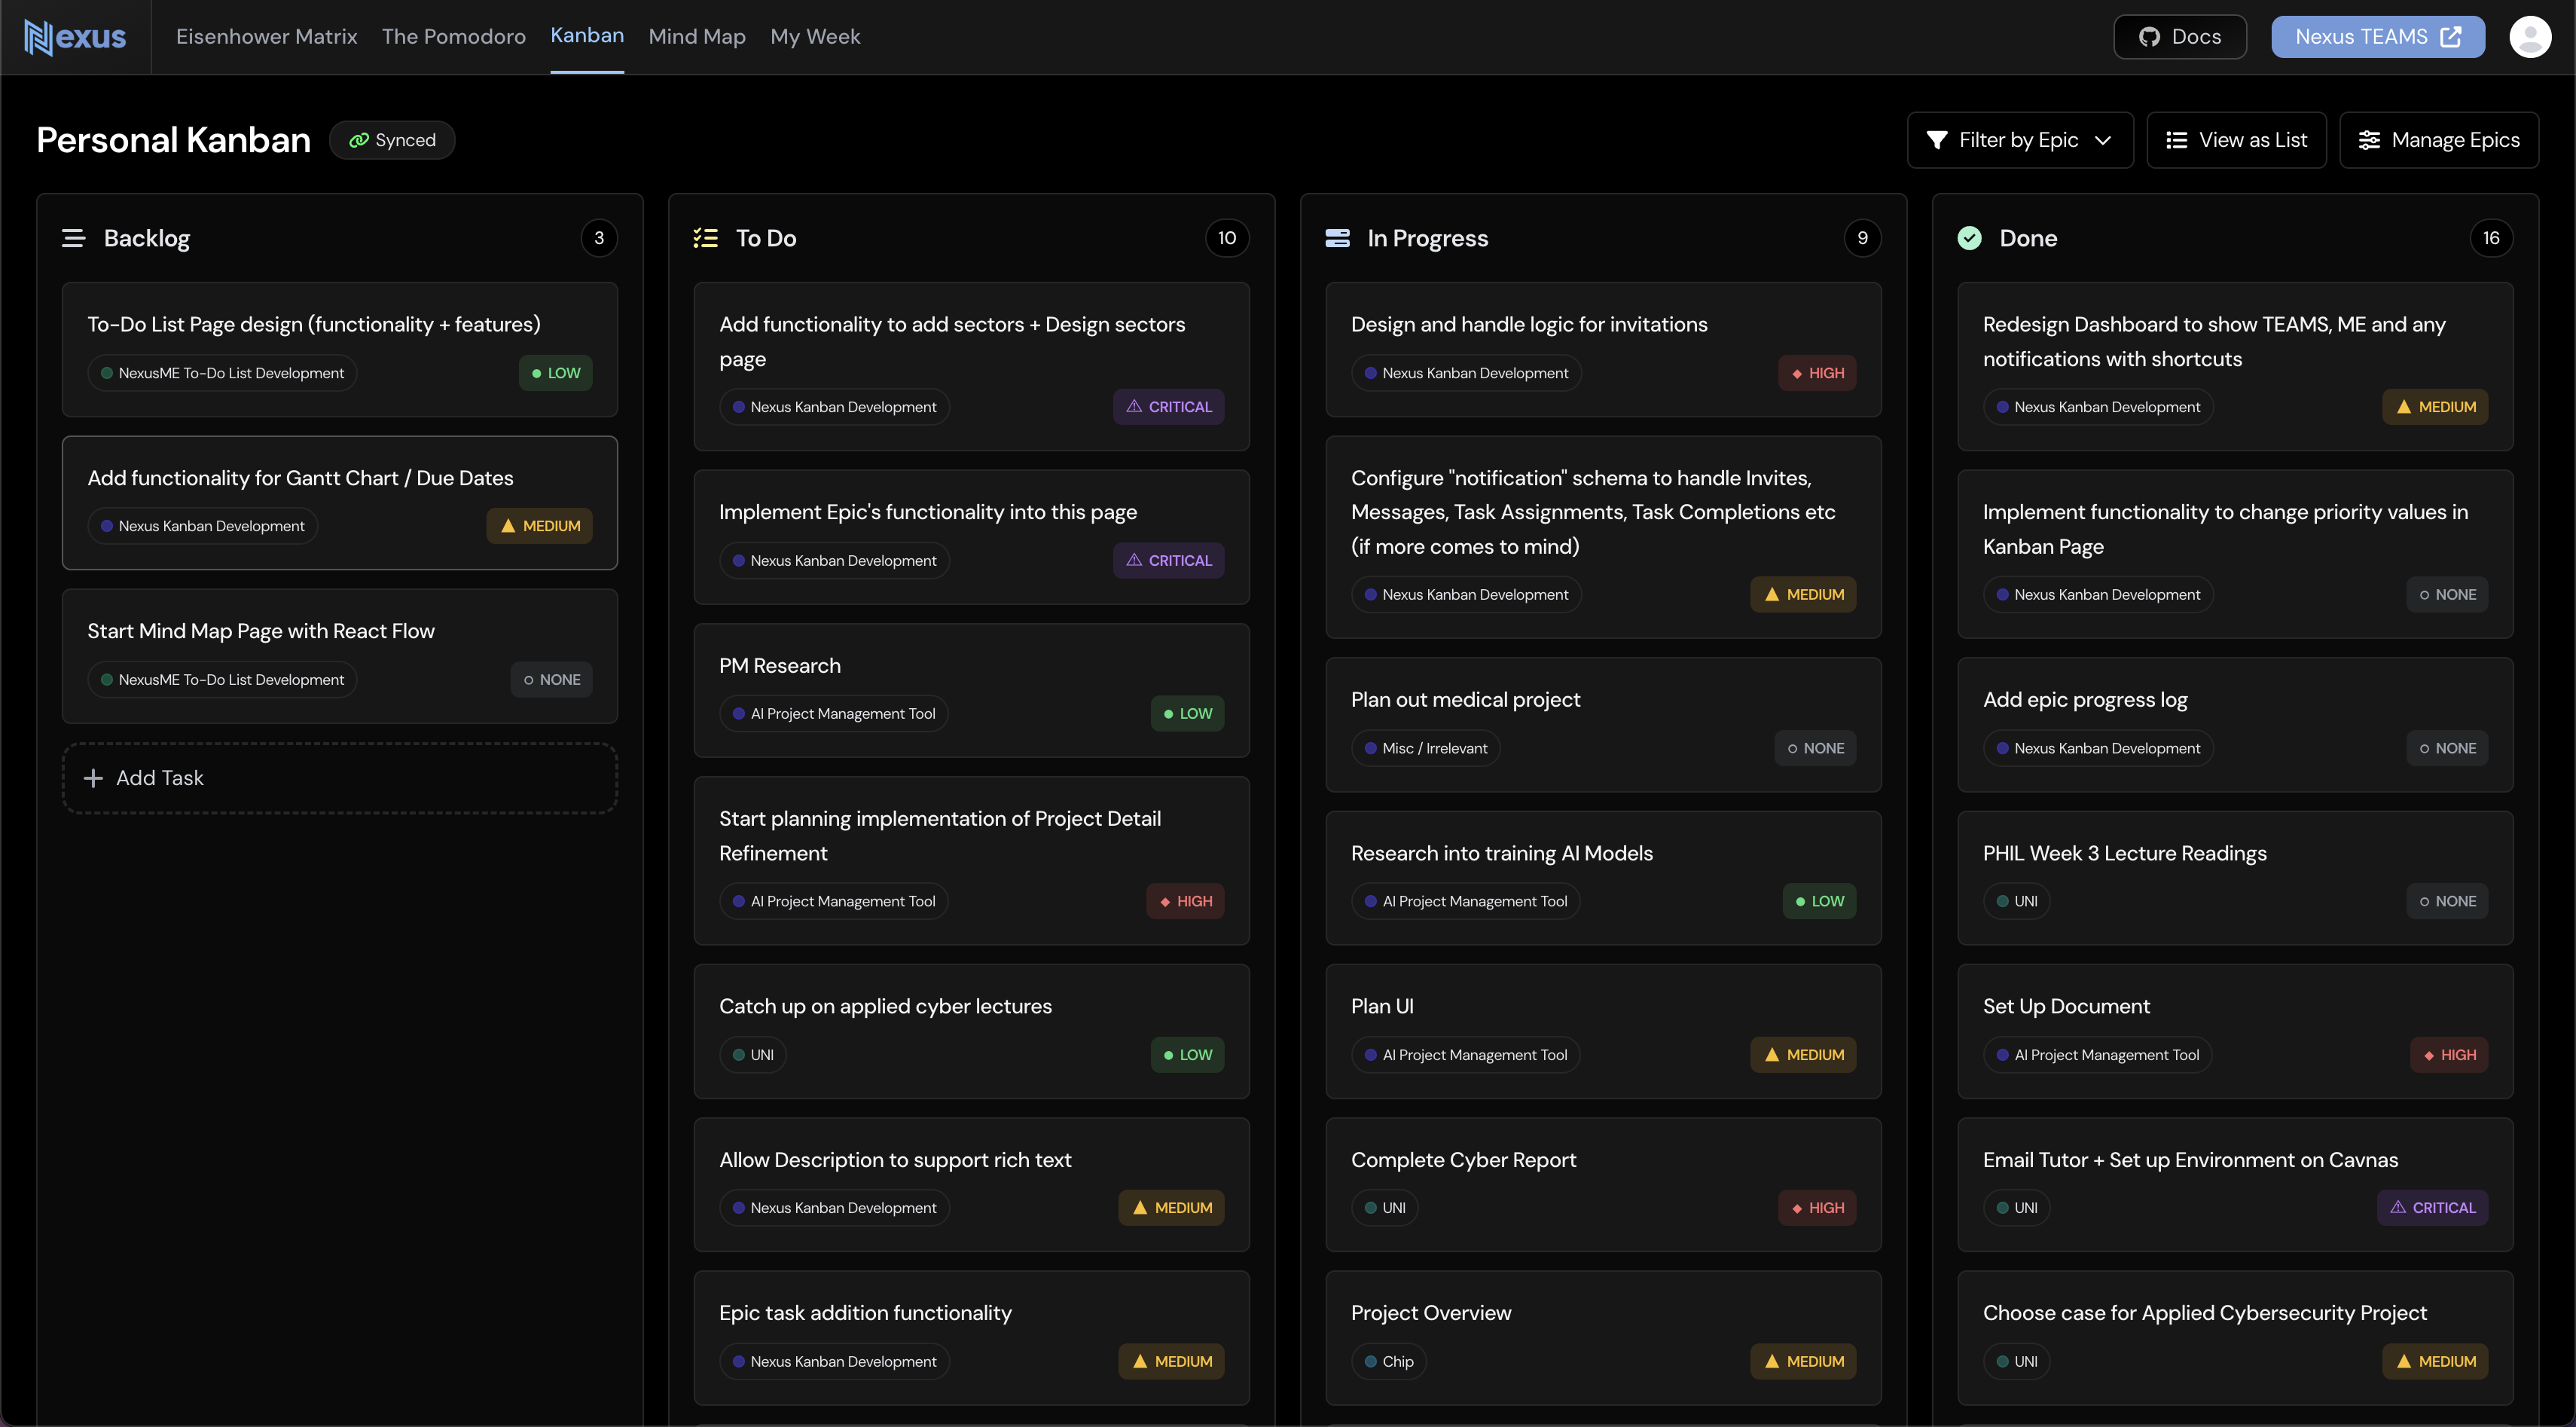 Nexus
Eisenhower Matrix
The Pomodoro
Kanban
Mind Map
My Week
Docs
Nexus TEAMS
Personal Kanban
Synced
Filter by Epic
View as List
Manage Epics
Backlog
3
To-Do List Page design (functionality + features)
NexusME To-Do List Development
LOW
Add functionality for Gantt Chart / Due Dates
Nexus Kanban Development
MEDIUM
Start Mind Map Page with React Flow
NexusME To-Do List Development
NONE
Add Task
To Do
10
Add functionality to add sectors + Design sectors
page
Nexus Kanban Development
CRITICAL
Implement Epic's functionality into this page
Nexus Kanban Development
CRITICAL
PM Research
AI Project Management Tool
LOW
Start planning implementation of Project Detail
Refinement
AI Project Management Tool
HIGH
Catch up on applied cyber lectures
UNI
LOW
Allow Description to support rich text
Nexus Kanban Development
MEDIUM
Epic task addition functionality
Nexus Kanban Development
MEDIUM
In Progress
9
Design and handle logic for invitations
Nexus Kanban Development
HIGH
Configure "notification" schema to handle Invites,
Messages, Task Assignments, Task Completions etc
(if more comes to mind)
Nexus Kanban Development
MEDIUM
Plan out medical project
Misc / Irrelevant
NONE
Research into training AI Models
AI Project Management Tool
LOW
Plan UI
AI Project Management Tool
MEDIUM
Complete Cyber Report
UNI
HIGH
Project Overview
Chip
MEDIUM
Done
16
Redesign Dashboard to show TEAMS, ME and any
notifications with shortcuts
Nexus Kanban Development
MEDIUM
Implement functionality to change priority values in
Kanban Page
Nexus Kanban Development
NONE
Add epic progress log
Nexus Kanban Development
NONE
PHIL Week 3 Lecture Readings
UNI
NONE
Set Up Document
AI Project Management Tool
HIGH
Email Tutor + Set up Environment on Cavnas
UNI
CRITICAL
Choose case for Applied Cybersecurity Project
UNI
MEDIUM